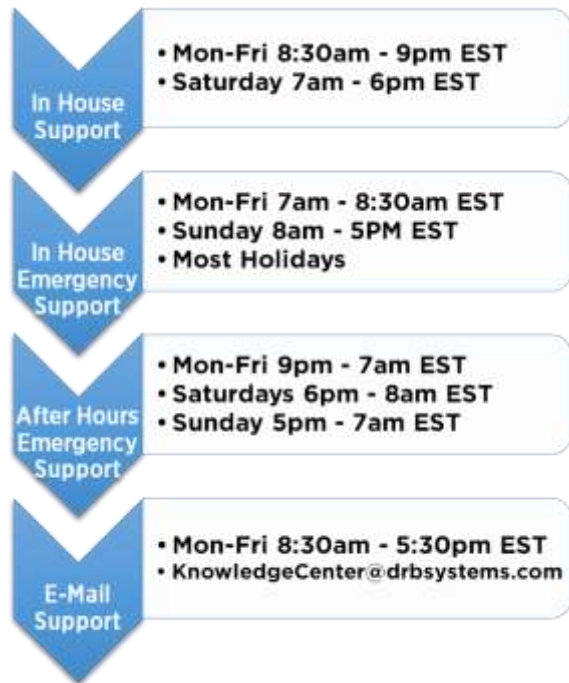 In House
Support
• Mon-Fri 8:30am - 9pm EST
• Saturday 7am - 6pm EST
In House
Emergency
Support
• Mon-Fri 7am - 8:30am EST
• Sunday 8am - 5PM EST
• Most Holidays
After Hours
Emergency
Support
• Mon-Fri 9pm - 7am EST
• Saturdays 6pm - 8am EST
• Sunday 5pm - 7am EST
E-Mail
Support
• Mon-Fri 8:30am - 5:30pm EST
• KnowledgeCenter@drbsystems.com